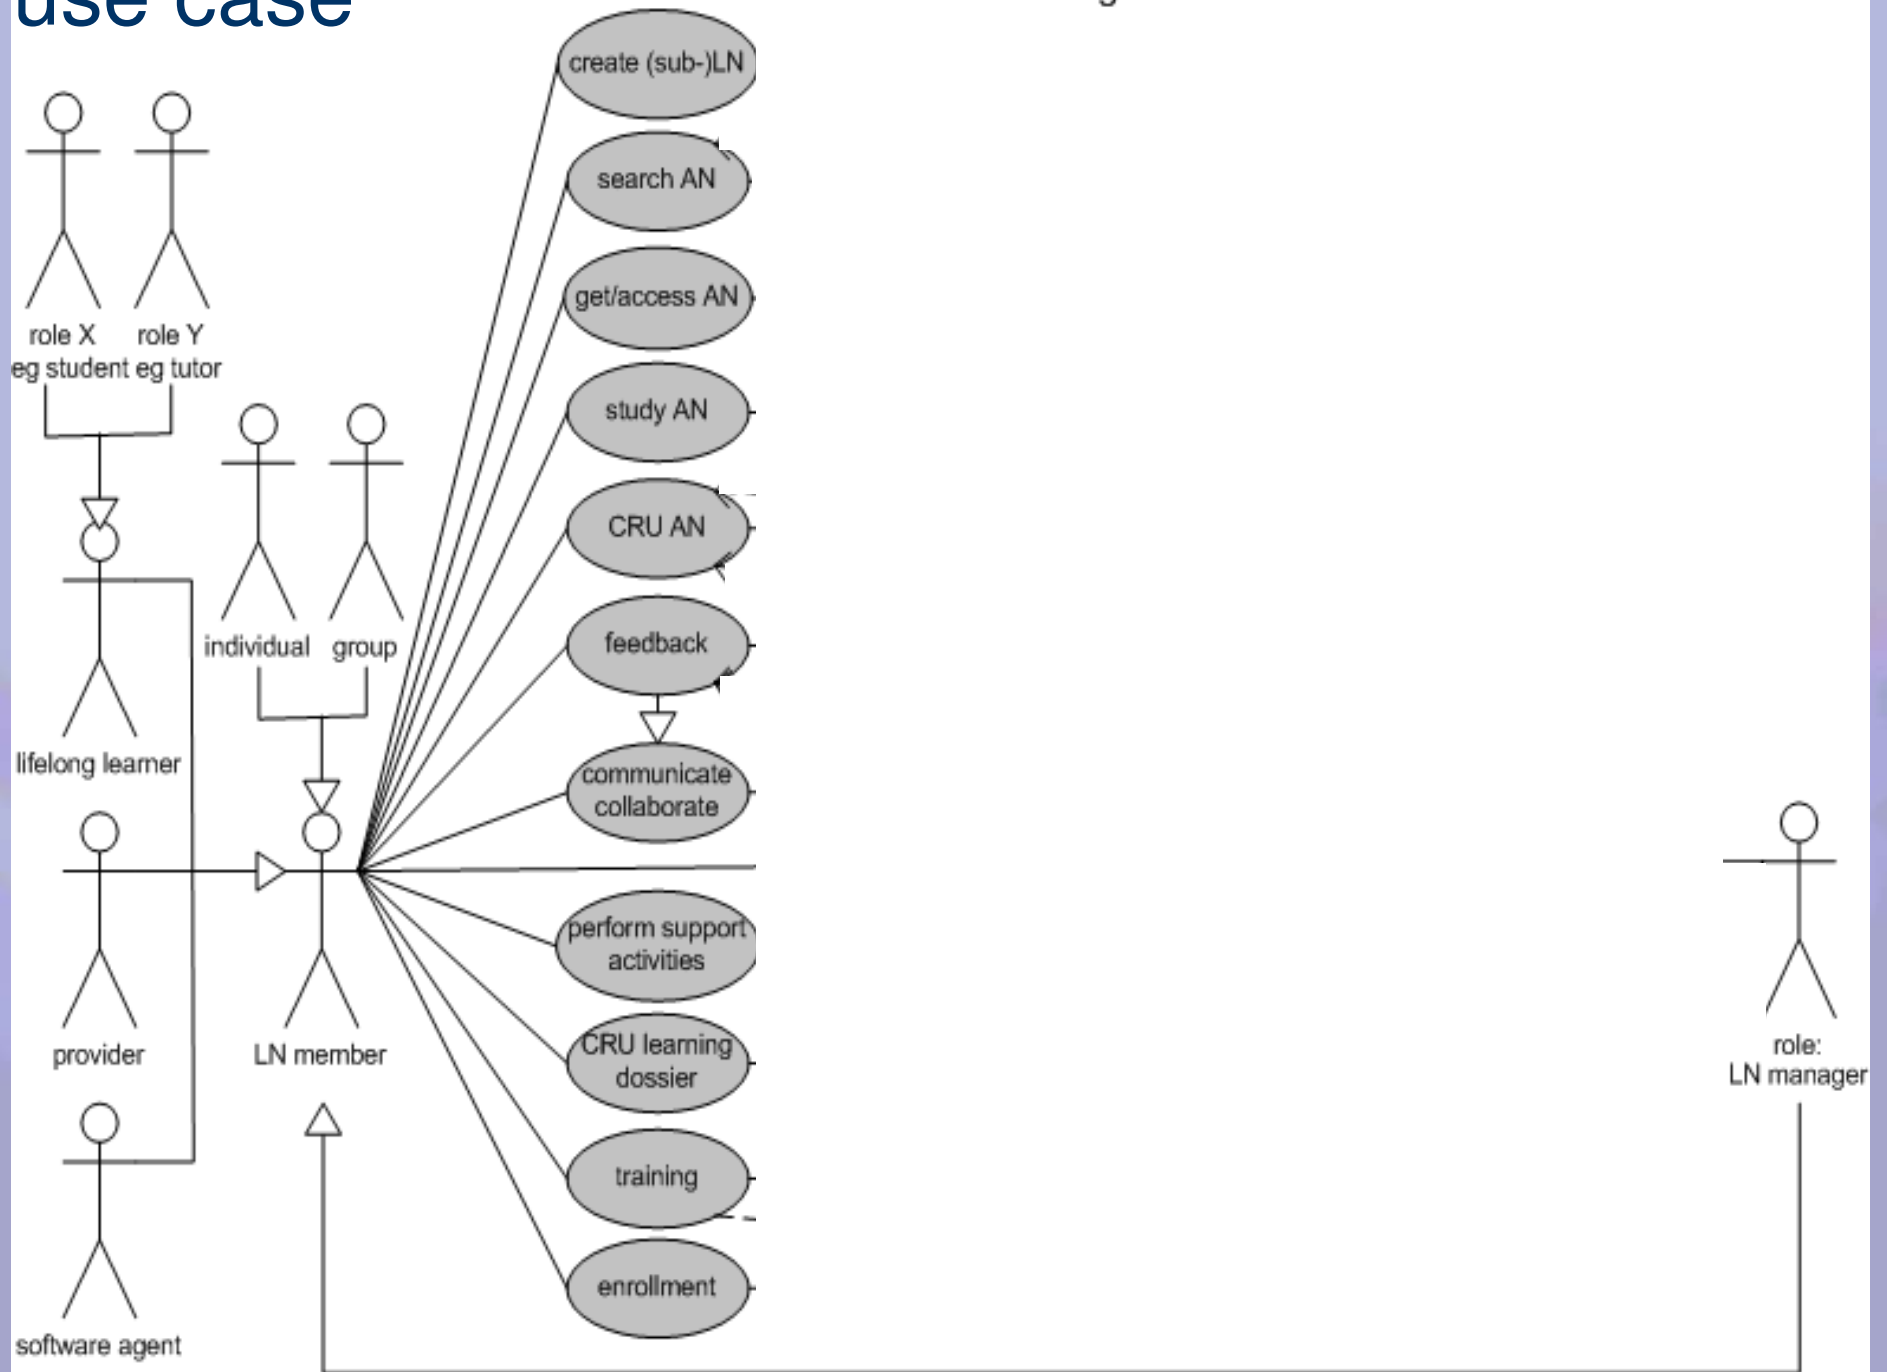 use case
create (sub-)LN
search AN
get/access AN
role X role Y
eg student eg tutor
study AN
CRU AN
individual group
feedback
lifelong learner
communicate
collaborate
perform support
activities
provider
LN member
CRU learning
dossier
role:
LN manager
training
enrollment
software agent